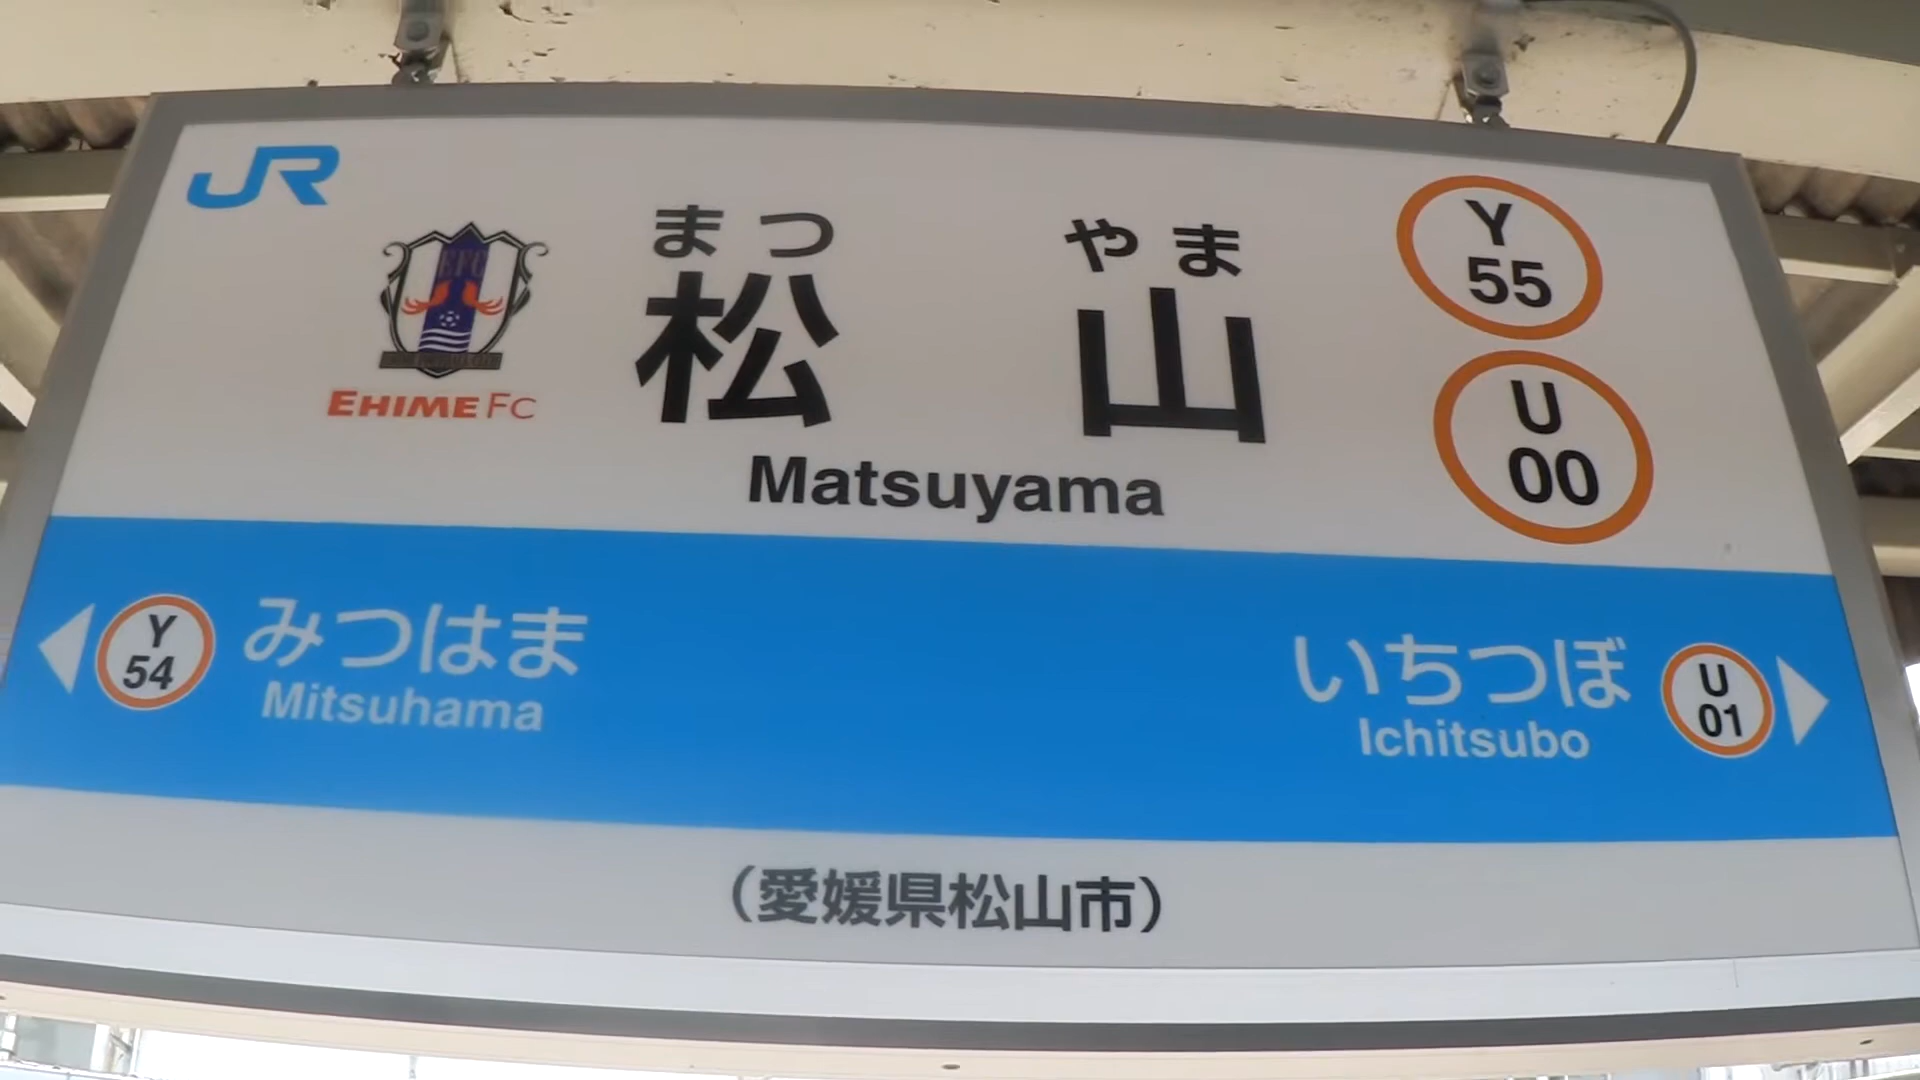 JR
EFC
EHIME FC
まつ やま
松 山
Matsuyama
Y
55
U
00
Y
54
みつはま
Mitsuhama
いちつぼ
Ichitsubo
U
01
（愛媛県松山市）